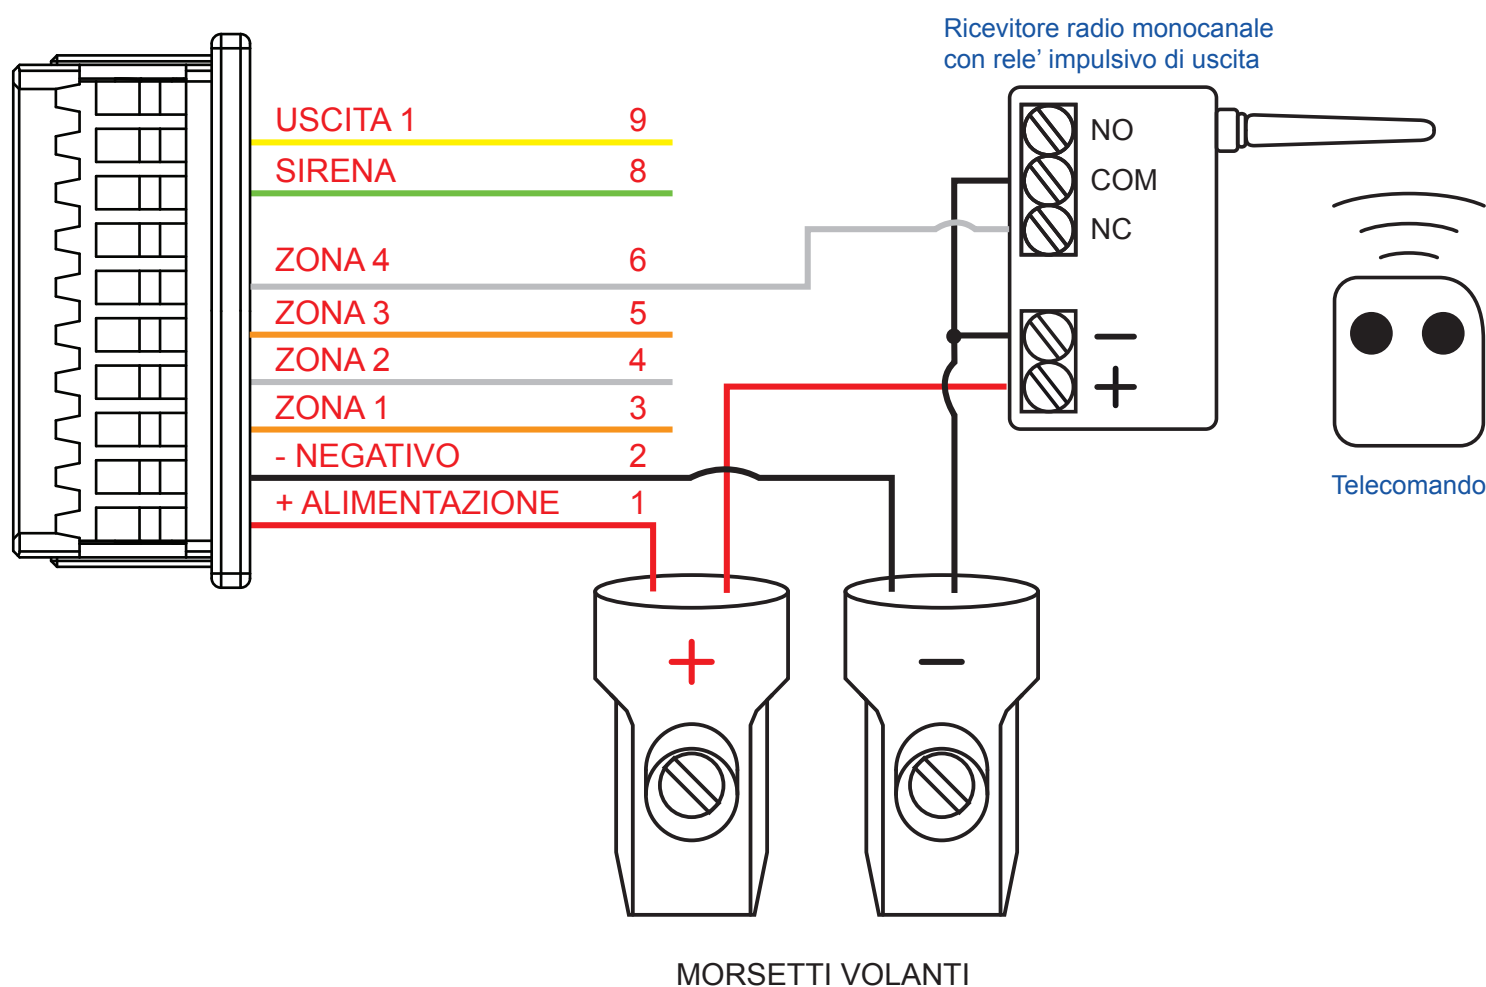 Ricevitore radio monocanale
con rele’ impulsivo di uscita
USCITA 1 9
SIRENA 8
ZONA 4 6
ZONA 3 5
ZONA 2 4
ZONA 1 3
- NEGATIVO 2
+ ALIMENTAZIONE 1
NO
COM
NC
−
+
Telecomando
+
−
MORSETTI VOLANTI